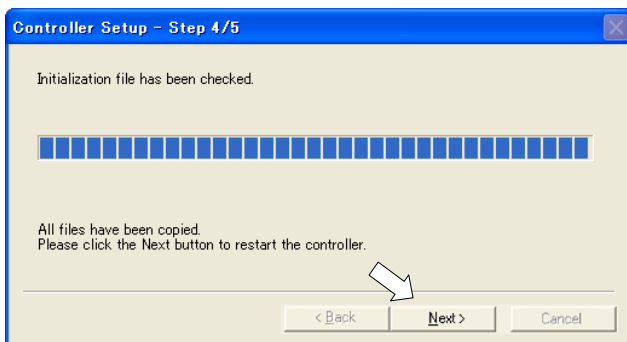 Controller Setup - Step 4/5
Initialization file has been checked.
All files have been copied.
Please click the Next button to restart the controller.
< Back Next > Cancel